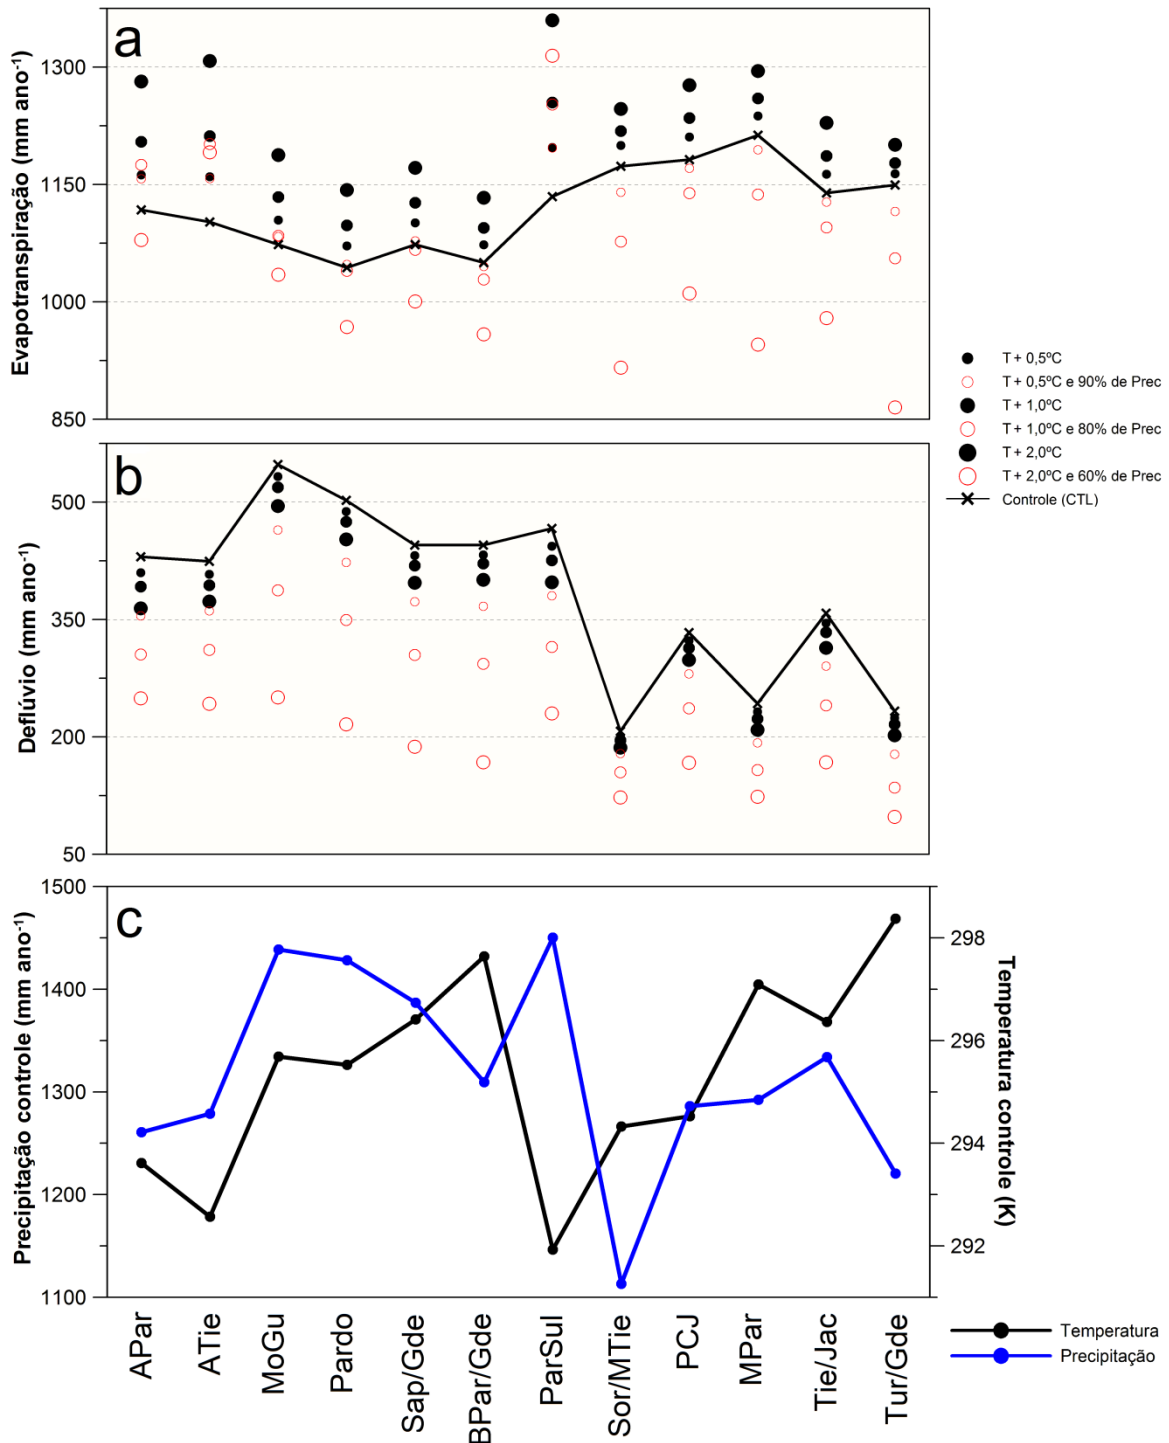 a
Evapotranspiração (mm ano-1)
1300
1150
1000
850
T + 0,5ºC
T + 0,5ºC e 90% de Prec
T + 1,0ºC
T + 1,0ºC e 80% de Prec
T + 2,0ºC
T + 2,0ºC e 60% de Prec
Controle (CTL)
b
Deflúvio (mm ano-1)
500
350
200
50
c
Precipitação controle (mm ano-1)
1500
1400
1300
1200
1100
298
296
294
292
Temperatura controle (K)
APar
ATie
MoGu
Pardo
Sap/Gde
BPar/Gde
ParSul
Sor/MTie
PCJ
MPar
Tie/Jac
Tur/Gde
Temperatura
Precipitação